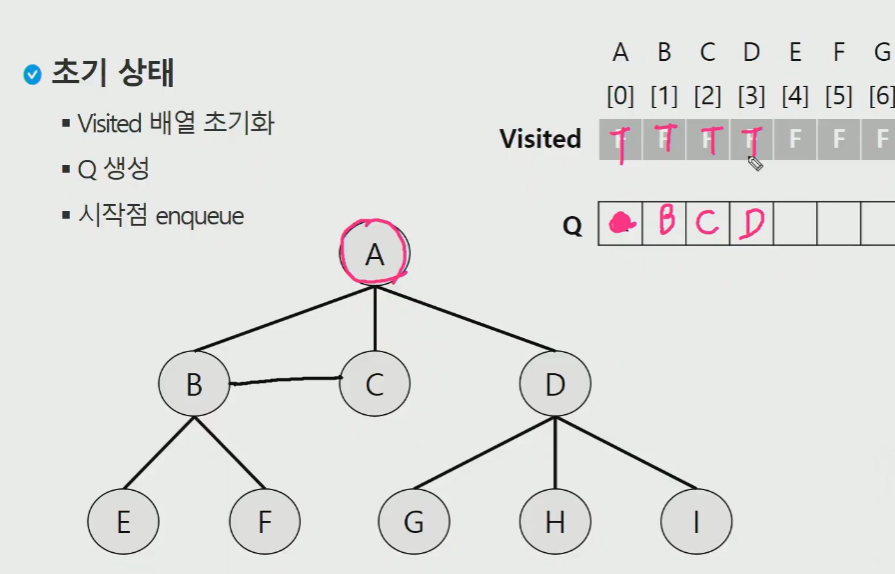 초기 상태
Visited 배열 초기화
Q 생성
시작점 enqueue
A B C D E F G
[0] [1] [2] [3] [4] [5] [6]
Visited T T T T F F F
Q B C D
A
B C D
E F G H I